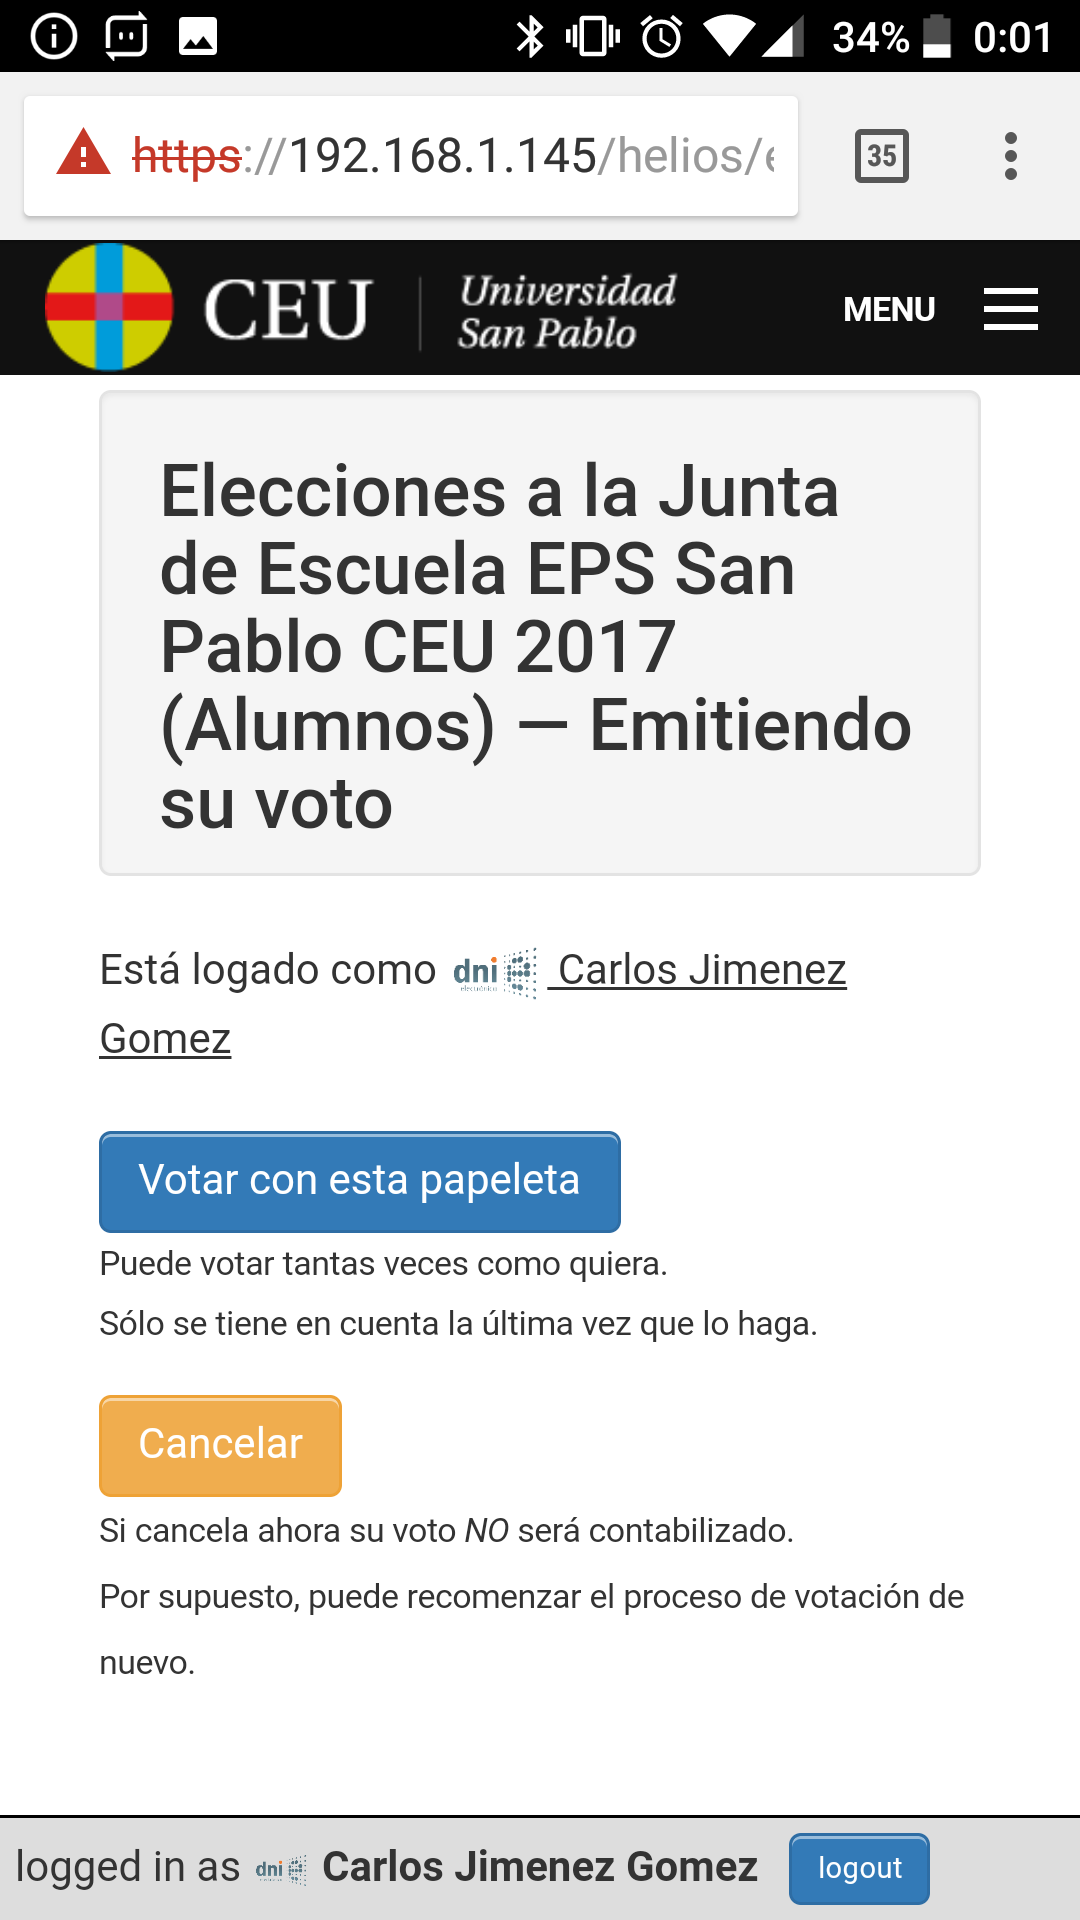 34% 0:01
https://192.168.1.145/helios/e
35
CEU
Universidad
San Pablo
MENU
Elecciones a la Junta
de Escuela EPS San
Pablo CEU 2017
(Alumnos) — Emitiendo
su voto
Está logado como dni electrónico Carlos Jimenez
Gomez
Votar con esta papeleta
Puede votar tantas veces como quiera.
Sólo se tiene en cuenta la última vez que lo haga.
Cancelar
Si cancela ahora su voto NO será contabilizado.
Por supuesto, puede recomenzar el proceso de votación de
nuevo.
logged in as dni Carlos Jimenez Gomez logout